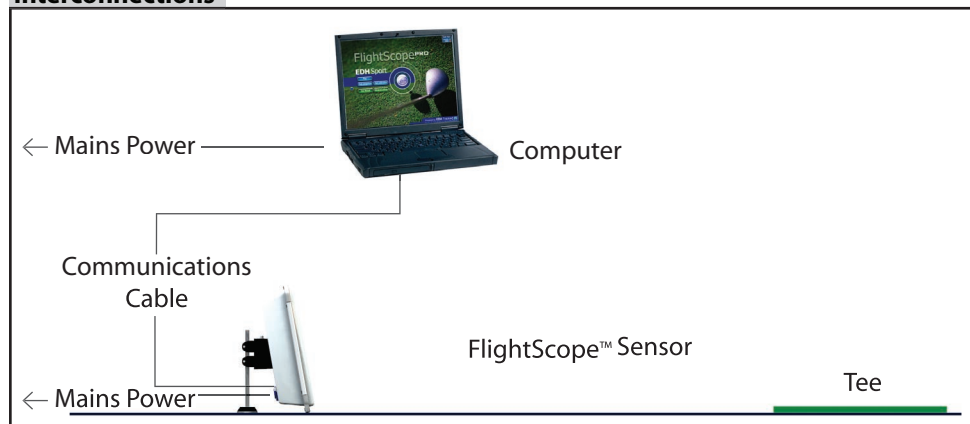 Interconnections
FlightScope PRO
EDH Sport
← Mains Power
Computer
Communications
Cable
FlightScope™ Sensor
Tee
← Mains Power